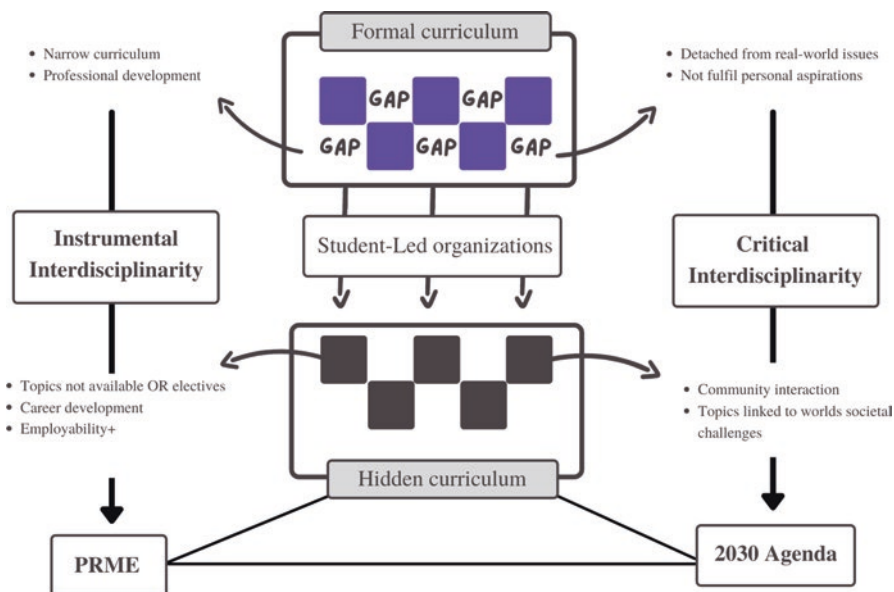 Formal curriculum
Narrow curriculum
Professional development
Detached from real-world issues
Not fulfil personal aspirations
GAP GAP
GAP GAP GAP
Instrumental
Interdisciplinarity
Student-Led organizations
Critical
Interdisciplinarity
Topics not available OR electives
Career development
Employability+
Community interaction
Topics linked to worlds societal
challenges
Hidden curriculum
PRME
2030 Agenda